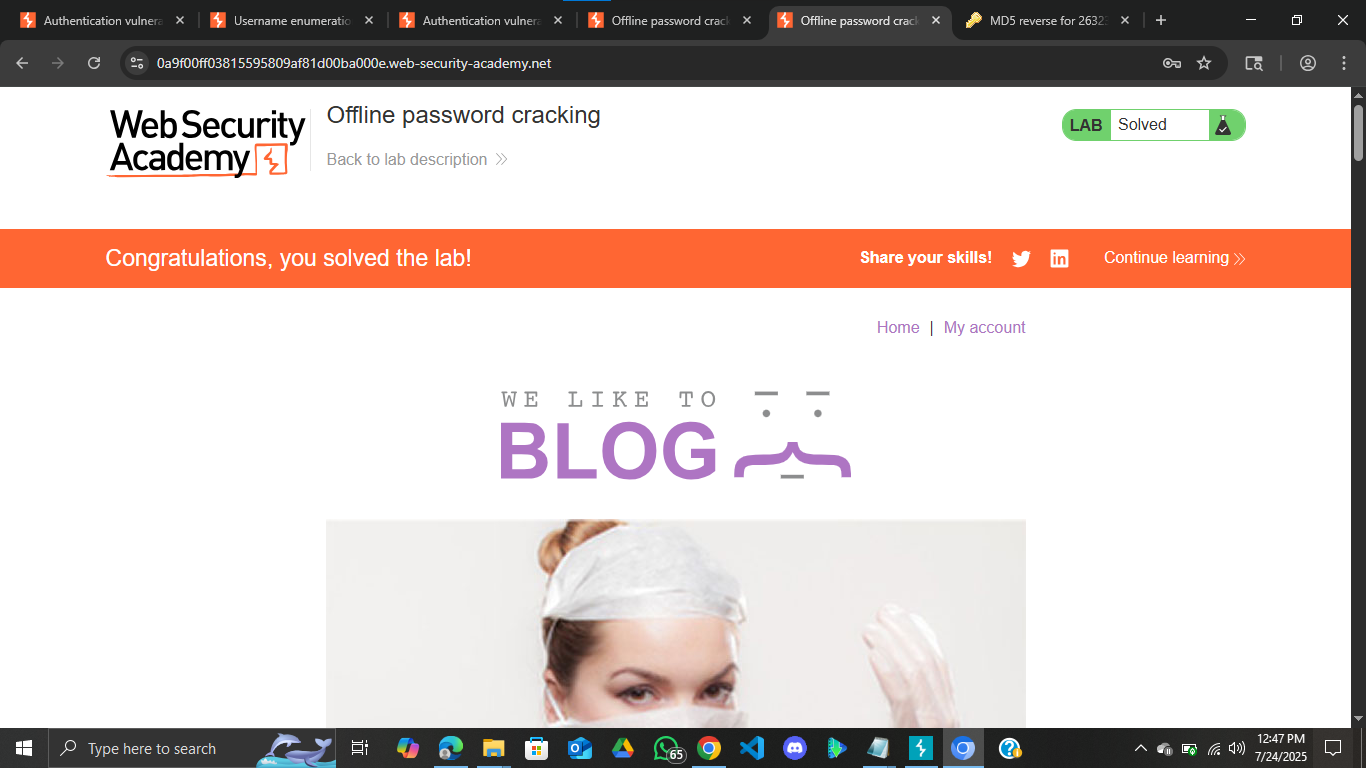 Authentication vulnera
Username enumeratio
Authentication vulnera
Offline password crack
Offline password crack
MD5 reverse for 2632
0a9f00ff03815595809af81d00ba000e.web-security-academy.net
Web Security
Academy
Offline password cracking
Back to lab description
LAB
Solved
Congratulations, you solved the lab!
Share your skills!
Continue learning
Home | My account
WE LIKE TO
BLOG
Type here to search
65
12:47 PM
7/24/2025